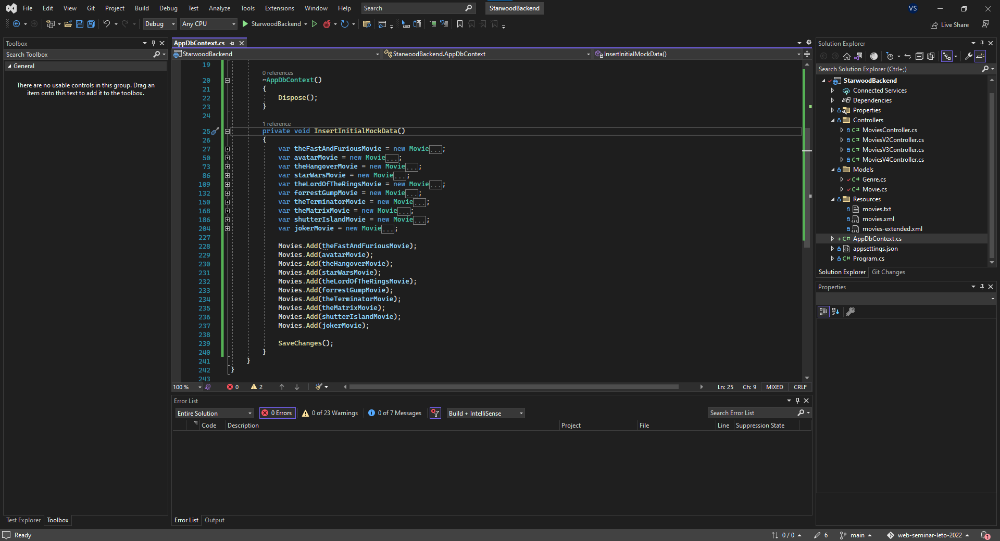 File Edit View Git Project Build Debug Test Analyze Tools Extensions Window Help Search StarwoodBackend VS
Debug Any CPU StarwoodBackend Live Share
Toolbox
Search Toolbox
General
There are no usable controls in this group. Drag an
item onto this text to add it to the toolbox.
Test Explorer Toolbox
AppDbContext.cs
StarwoodBackend StarwoodBackend.AppDbContext InsertInitialMockData()
19
0 references
20 ~AppDbContext()
21 {
22 Dispose();
23 }
24
1 reference
25 private void InsertInitialMockData()
26 {
27 var theFastAndFuriousMovie = new Movie...;
50 var avatarMovie = new Movie...;
73 var theHangoverMovie = new Movie...;
86 var starWarsMovie = new Movie...;
109 var theLordOfTheRingsMovie = new Movie...;
132 var forrestGumpMovie = new Movie...;
150 var theTerminatorMovie = new Movie...;
168 var theMatrixMovie = new Movie...;
186 var shutterIslandMovie = new Movie...;
204 var jokerMovie = new Movie...;
227
228 Movies.Add(theFastAndFuriousMovie);
229 Movies.Add(avatarMovie);
230 Movies.Add(theHangoverMovie);
231 Movies.Add(starWarsMovie);
232 Movies.Add(theLordOfTheRingsMovie);
233 Movies.Add(forrestGumpMovie);
234 Movies.Add(theTerminatorMovie);
235 Movies.Add(theMatrixMovie);
236 Movies.Add(shutterIslandMovie);
237 Movies.Add(jokerMovie);
238
239 SaveChanges();
240 }
241 }
242 }
243
100 % 0 2 Ln: 25 Ch: 9 MIXED CRLF
Error List
Entire Solution 0 Errors 0 of 23 Warnings 0 of 7 Messages Build + IntelliSense Search Error List
Code Description Project File Line Suppression State
Error List Output
Solution Explorer
Search Solution Explorer (Ctrl+;)
StarwoodBackend
Connected Services
Dependencies
Properties
Controllers
C# MoviesController.cs
C# MoviesV2Controller.cs
C# MoviesV3Controller.cs
C# MoviesV4Controller.cs
Models
C# Genre.cs
C# Movie.cs
Resources
movies.txt
movies.xml
movies-extended.xml
+ C# AppDbContext.cs
appsettings.json
C# Program.cs
Solution Explorer Git Changes
Properties
Ready 0 / 0 6 main web-seminar-leto-2022 1